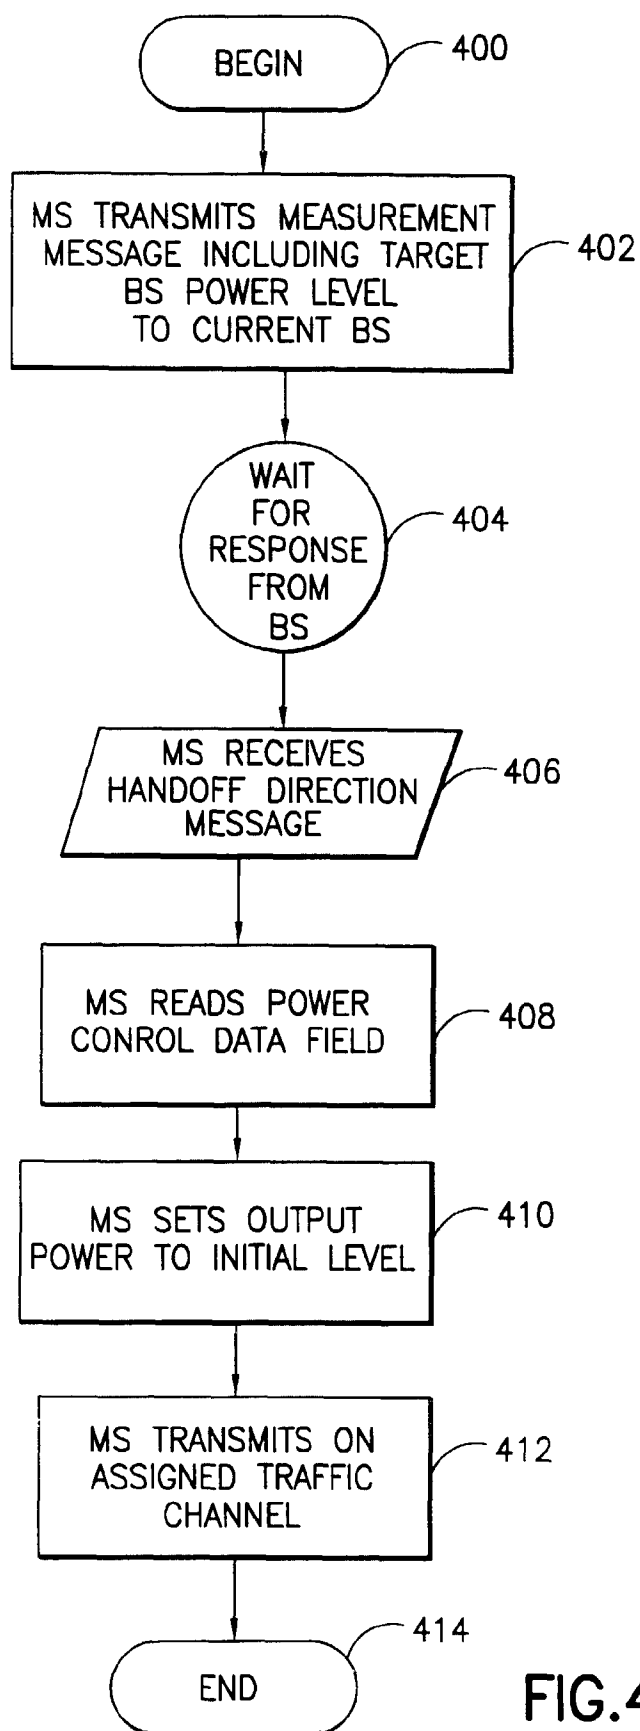 BEGIN
400
MS TRANSMITS MEASUREMENT
MESSAGE INCLUDING TARGET
BS POWER LEVEL
TO CURRENT BS
402
WAIT
FOR
RESPONSE
FROM
BS
404
MS RECEIVES
HANDOFF DIRECTION
MESSAGE
406
MS READS POWER
CONROL DATA FIELD
408
MS SETS OUTPUT
POWER TO INITIAL LEVEL
410
MS TRANSMITS ON
ASSIGNED TRAFFIC
CHANNEL
412
END
414
FIG.4